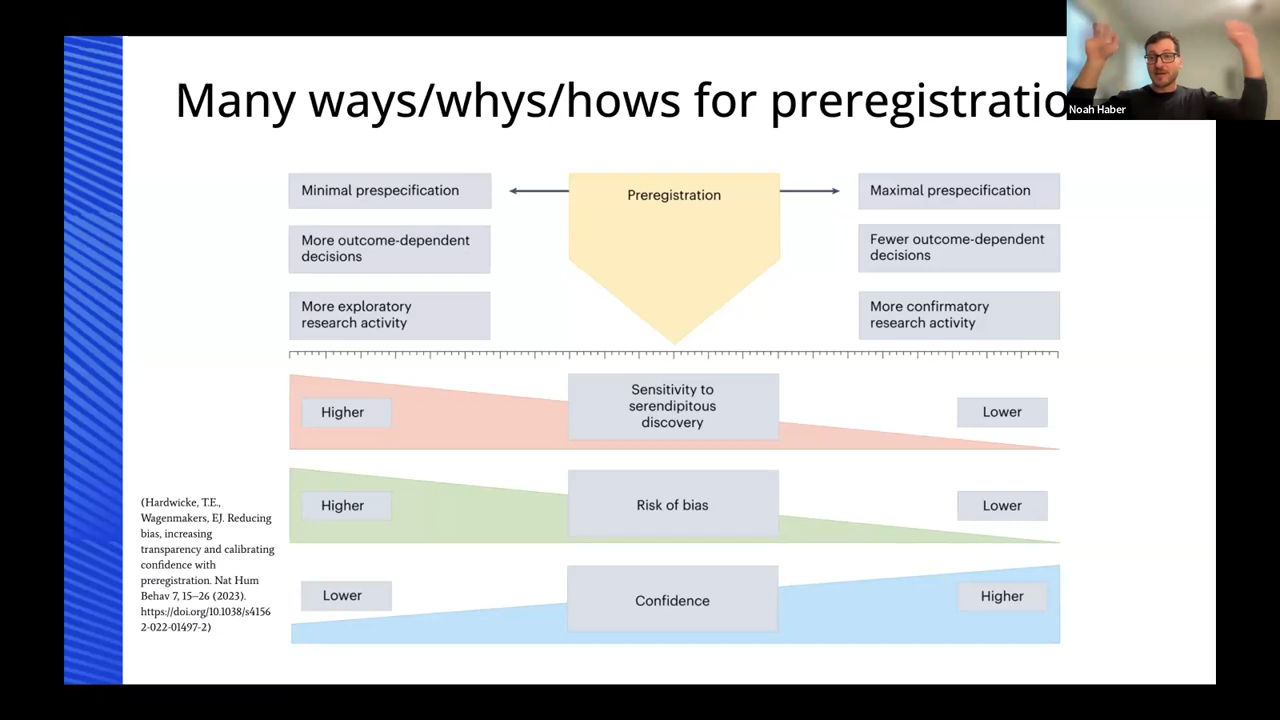 Many ways/whys/hows for preregistratio
Noah Haber
Minimal prespecification
Preregistration
Maximal prespecification
More outcome-dependent
decisions
Fewer outcome-dependent
decisions
More exploratory
research activity
More confirmatory
research activity
Higher
Sensitivity to
serendipitous
discovery
Lower
Higher
Risk of bias
Lower
Lower
Confidence
Higher
(Hardwicke, T.E.,
Wagenmakers, EJ. Reducing
bias, increasing
transparency and calibrating
confidence with
preregistration. Nat Hum
Behav 7, 15–26 (2023).
https://doi.org/10.1038/s4156
2-022-01497-2)